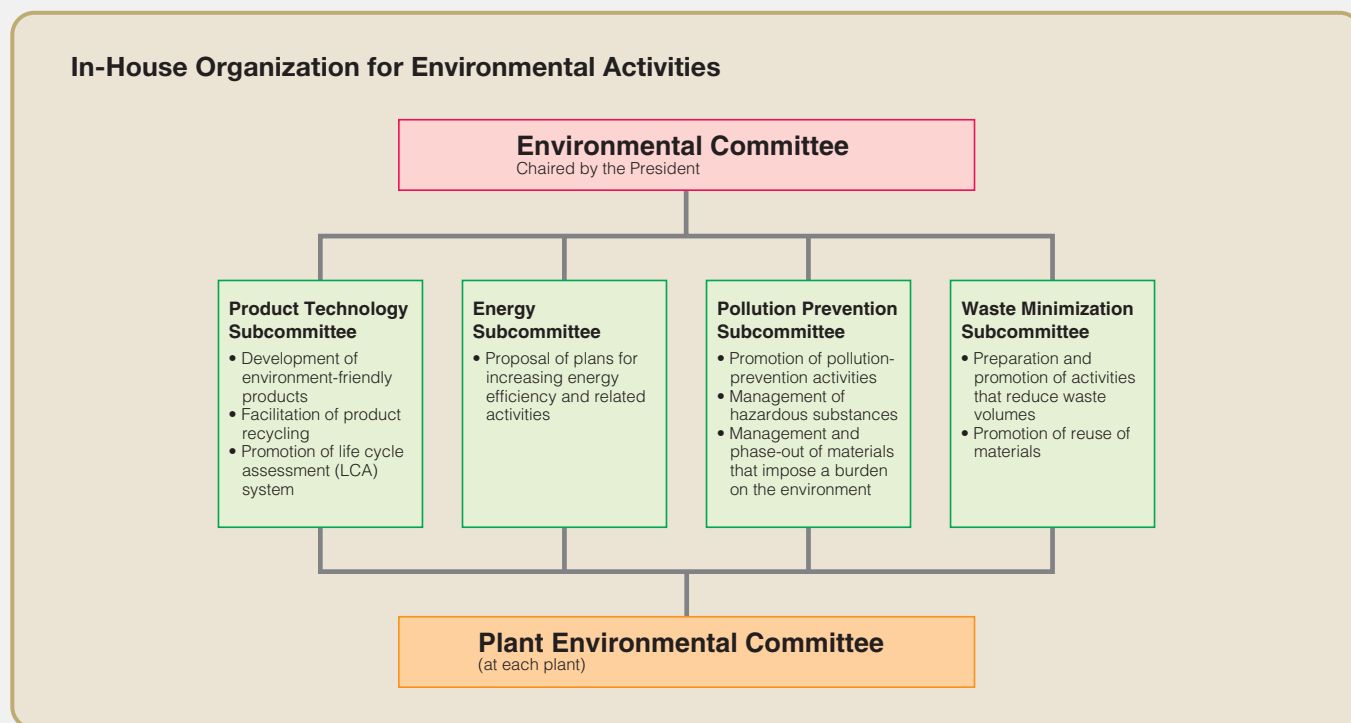 In-House Organization for Environmental Activities
Environmental Committee
Chaired by the President
Product Technology
Subcommittee
• Development of
environment-friendly
products
• Facilitation of product
recycling
• Promotion of life cycle
assessment (LCA)
system
Energy
Subcommittee
• Proposal of plans for
increasing energy
efficiency and related
activities
Pollution Prevention
Subcommittee
• Promotion of pollution-
prevention activities
• Management of
hazardous substances
• Management and
phase-out of materials
that impose a burden
on the environment
Waste Minimization
Subcommittee
• Preparation and
promotion of activities
that reduce waste
volumes
• Promotion of reuse of
materials
Plant Environmental Committee
(at each plant)